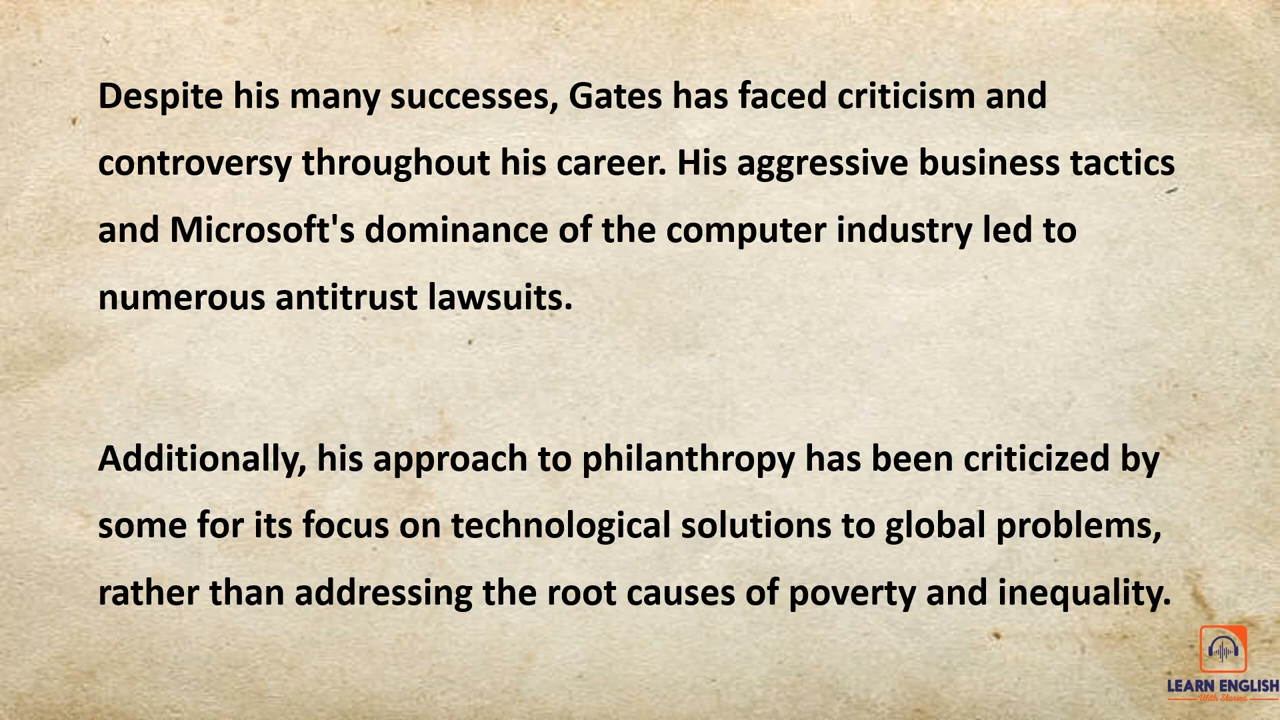 Despite his many successes, Gates has faced criticism and
controversy throughout his career. His aggressive business tactics
and Microsoft's dominance of the computer industry led to
numerous antitrust lawsuits.
Additionally, his approach to philanthropy has been criticized by
some for its focus on technological solutions to global problems,
rather than addressing the root causes of poverty and inequality.
LEARN ENGLISH
With Stories